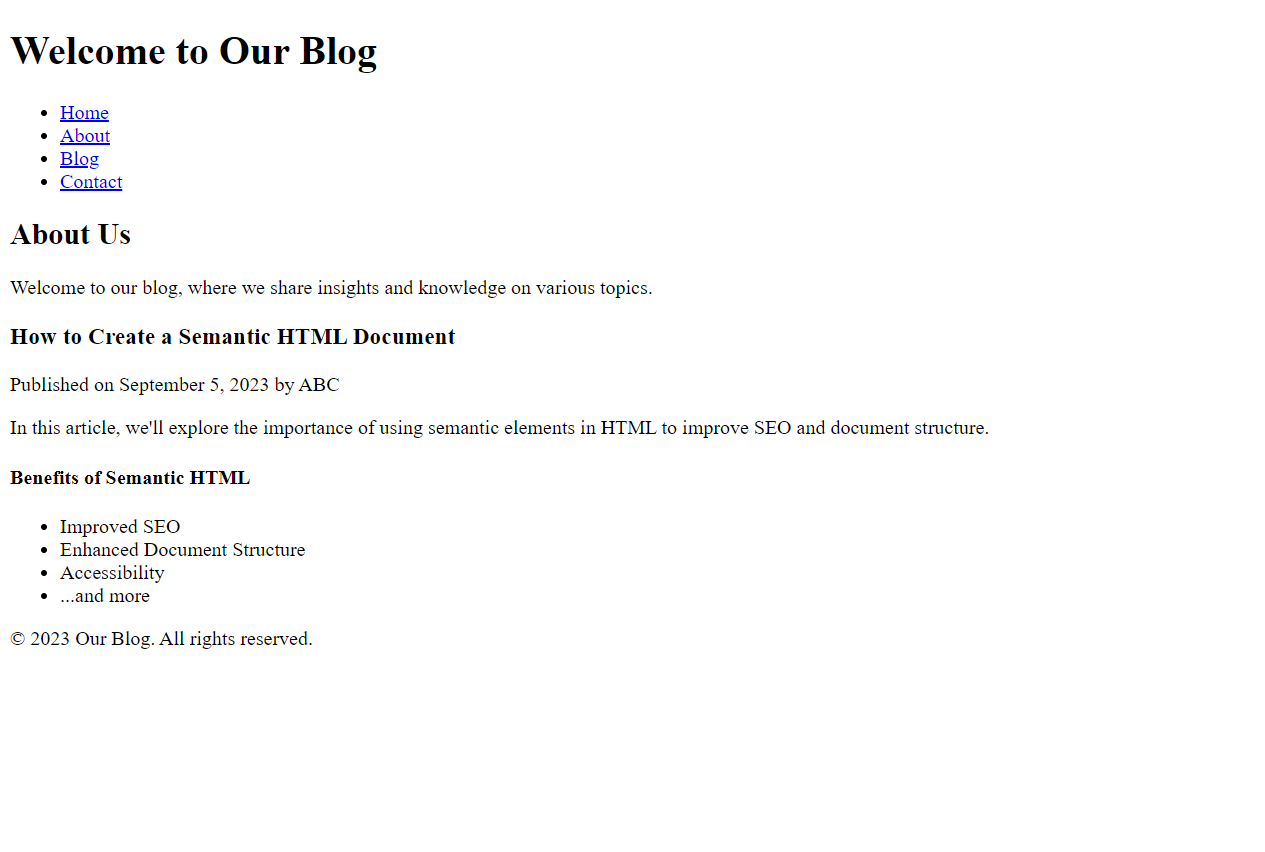 Welcome to Our Blog
• Home
• About
• Blog
• Contact
About Us
Welcome to our blog, where we share insights and knowledge on various topics.
How to Create a Semantic HTML Document
Published on September 5, 2023 by ABC
In this article, we'll explore the importance of using semantic elements in HTML to improve SEO and document structure.
Benefits of Semantic HTML
• Improved SEO
• Enhanced Document Structure
• Accessibility
• ...and more
© 2023 Our Blog. All rights reserved.